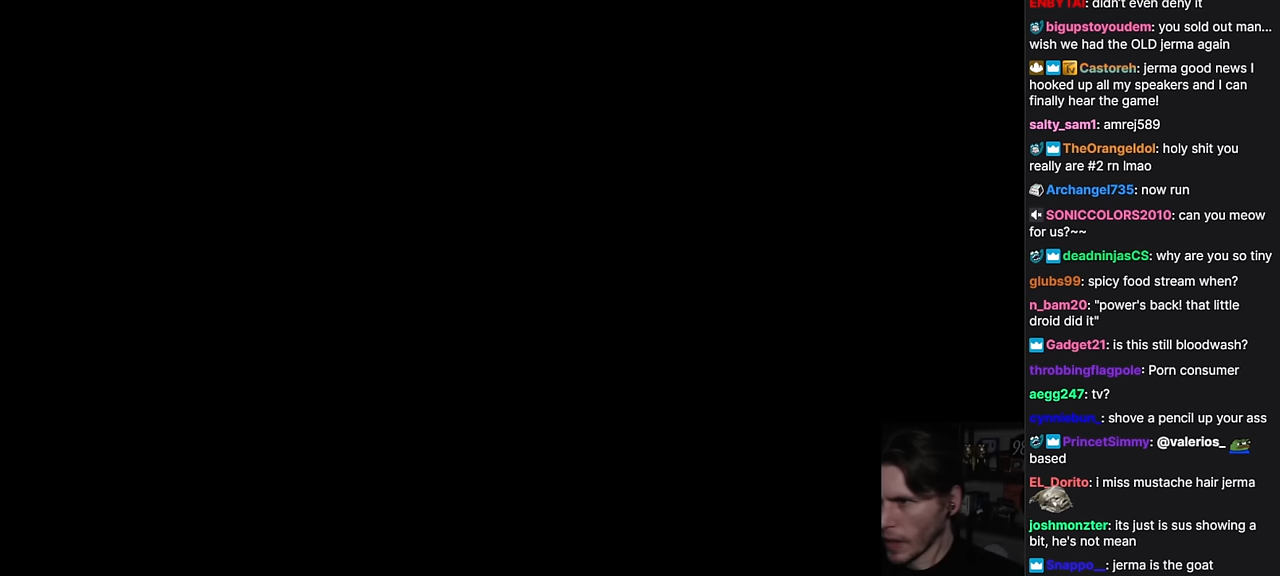 ENBYTAI: didn't even deny it
bigupstoyoudem: you sold out man...
wish we had the OLD jerma again
Castoreh: jerma good news I
hooked up all my speakers and I can
finally hear the game!
salty_sam1: amrej589
TheOrangeIdol: holy shit you
really are #2 rn lmao
Archangel735: now run
SONICCOLORS2010: can you meow
for us?~~
deadninjasCS: why are you so tiny
glubs99: spicy food stream when?
n_bam20: "power's back! that little
droid did it"
Gadget21: is this still bloodwash?
throbbingflagpole: Porn consumer
aegg247: tv?
: shove a pencil up your ass
PrincetSimmy: @valerios_
based
EL_Dorito: i miss mustache hair jerma
joshmonzter: its just is sus showing a
bit, he's not mean
Snappo__: jerma is the goat
98